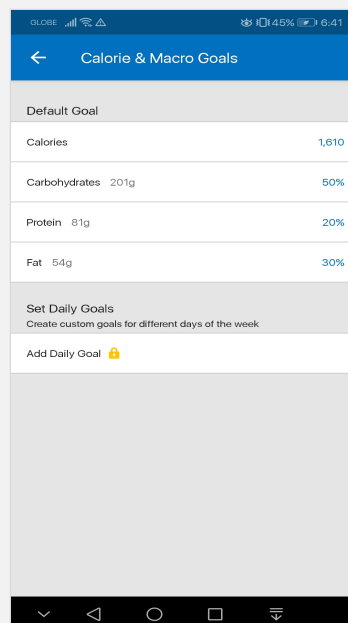 GLOBE 45% 6:41
Calorie & Macro Goals
Default Goal
Calories 1,610
Carbohydrates 201g 50%
Protein 81g 20%
Fat 54g 30%
Set Daily Goals
Create custom goals for different days of the week
Add Daily Goal